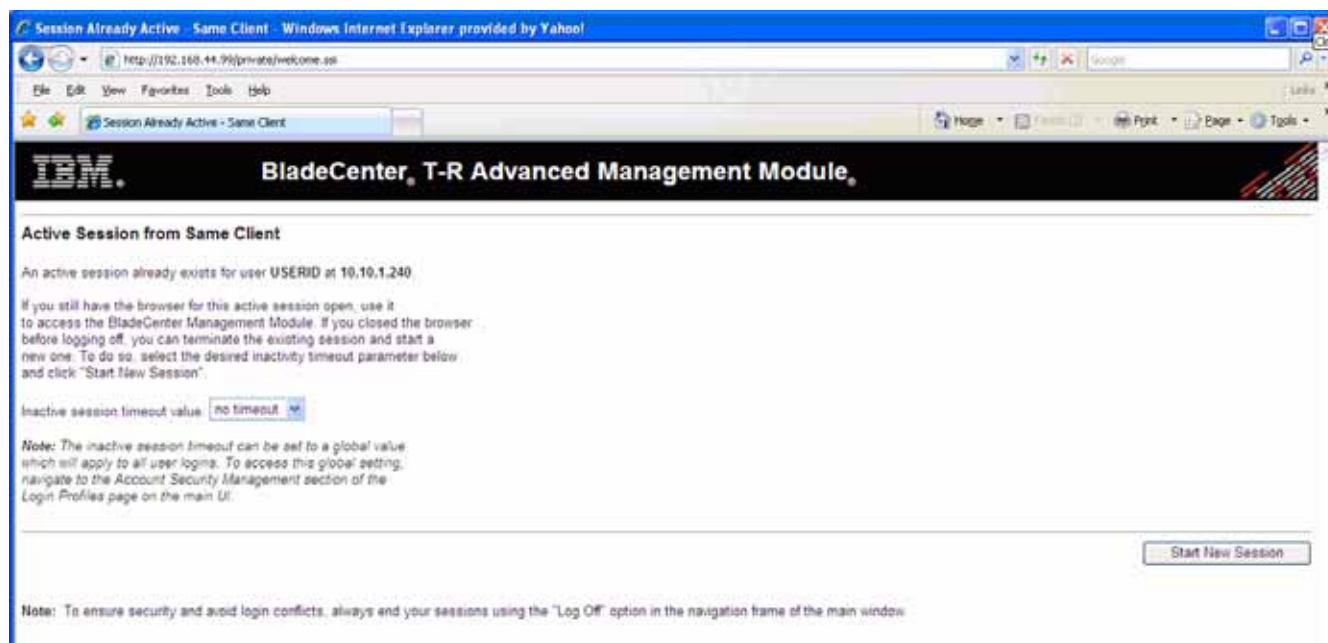 Session Already Active - Same Client - Windows Internet Explorer provided by Yahoo!
http://192.168.44.99/private/welcome.ssi
Google
File Edit View Favorites Tools Help
Links
Session Already Active - Same Client
Home Print Page Tools
IBM.
BladeCenter® T-R Advanced Management Module®
Active Session from Same Client
An active session already exists for user USERID at 10.10.1.240
If you still have the browser for this active session open, use it
to access the BladeCenter Management Module. If you closed the browser
before logging off, you can terminate the existing session and start a
new one. To do so, select the desired inactivity timeout parameter below
and click "Start New Session".
Inactive session timeout value: no timeout
Note: The inactive session timeout can be set to a global value
which will apply to all user logins. To access this global setting,
navigate to the Account Security Management section of the
Login Profiles page on the main UI.
Start New Session
Note: To ensure security and avoid login conflicts, always end your sessions using the "Log Off" option in the navigation frame of the main window